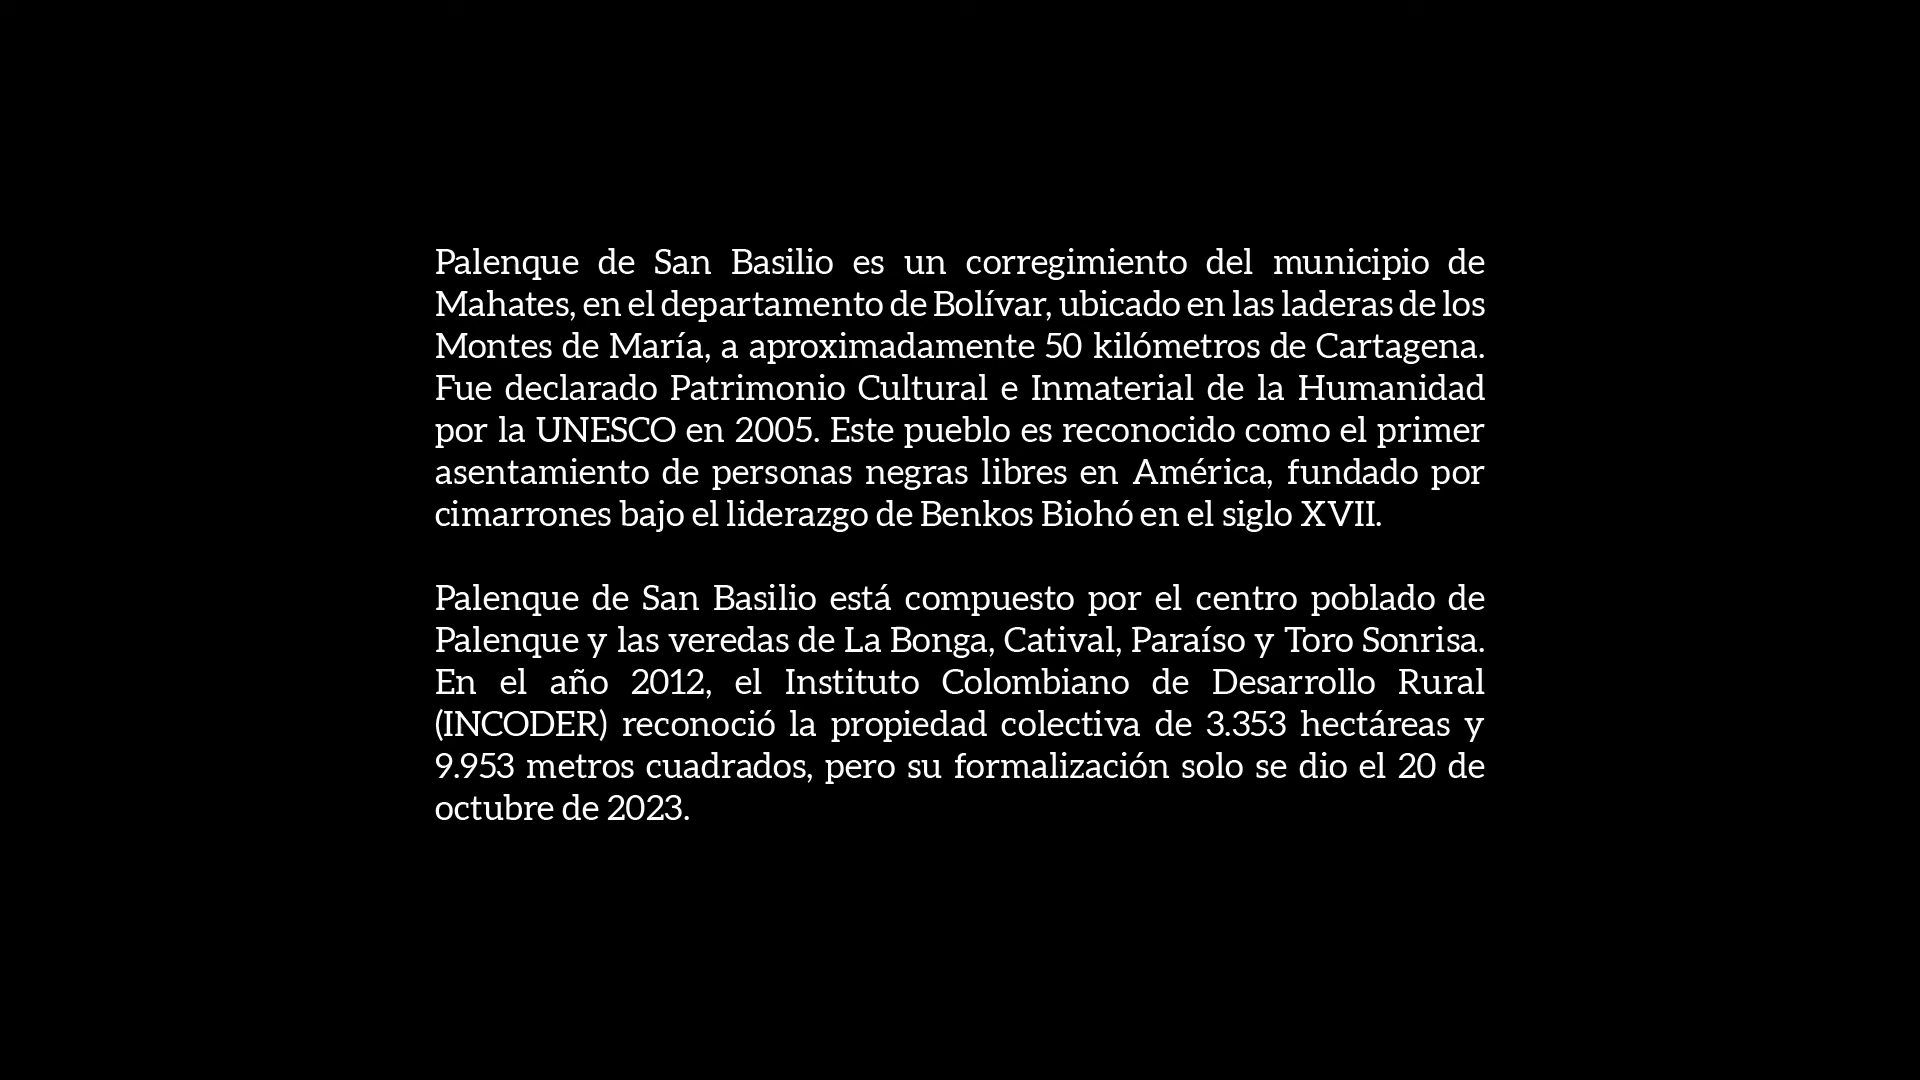 Palenque de San Basilio es un corregimiento del municipio de
Mahates, en el departamento de Bolívar, ubicado en las laderas de los
Montes de María, a aproximadamente 50 kilómetros de Cartagena.
Fue declarado Patrimonio Cultural e Inmaterial de la Humanidad
por la UNESCO en 2005. Este pueblo es reconocido como el primer
asentamiento de personas negras libres en América, fundado por
cimarrones bajo el liderazgo de Benkos Biohó en el siglo XVII.

Palenque de San Basilio está compuesto por el centro poblado de
Palenque y las veredas de La Bonga, Catival, Paraíso y Toro Sonrisa.
En el año 2012, el Instituto Colombiano de Desarrollo Rural
(INCODER) reconoció la propiedad colectiva de 3.353 hectáreas y
9.953 metros cuadrados, pero su formalización solo se dio el 20 de
octubre de 2023.